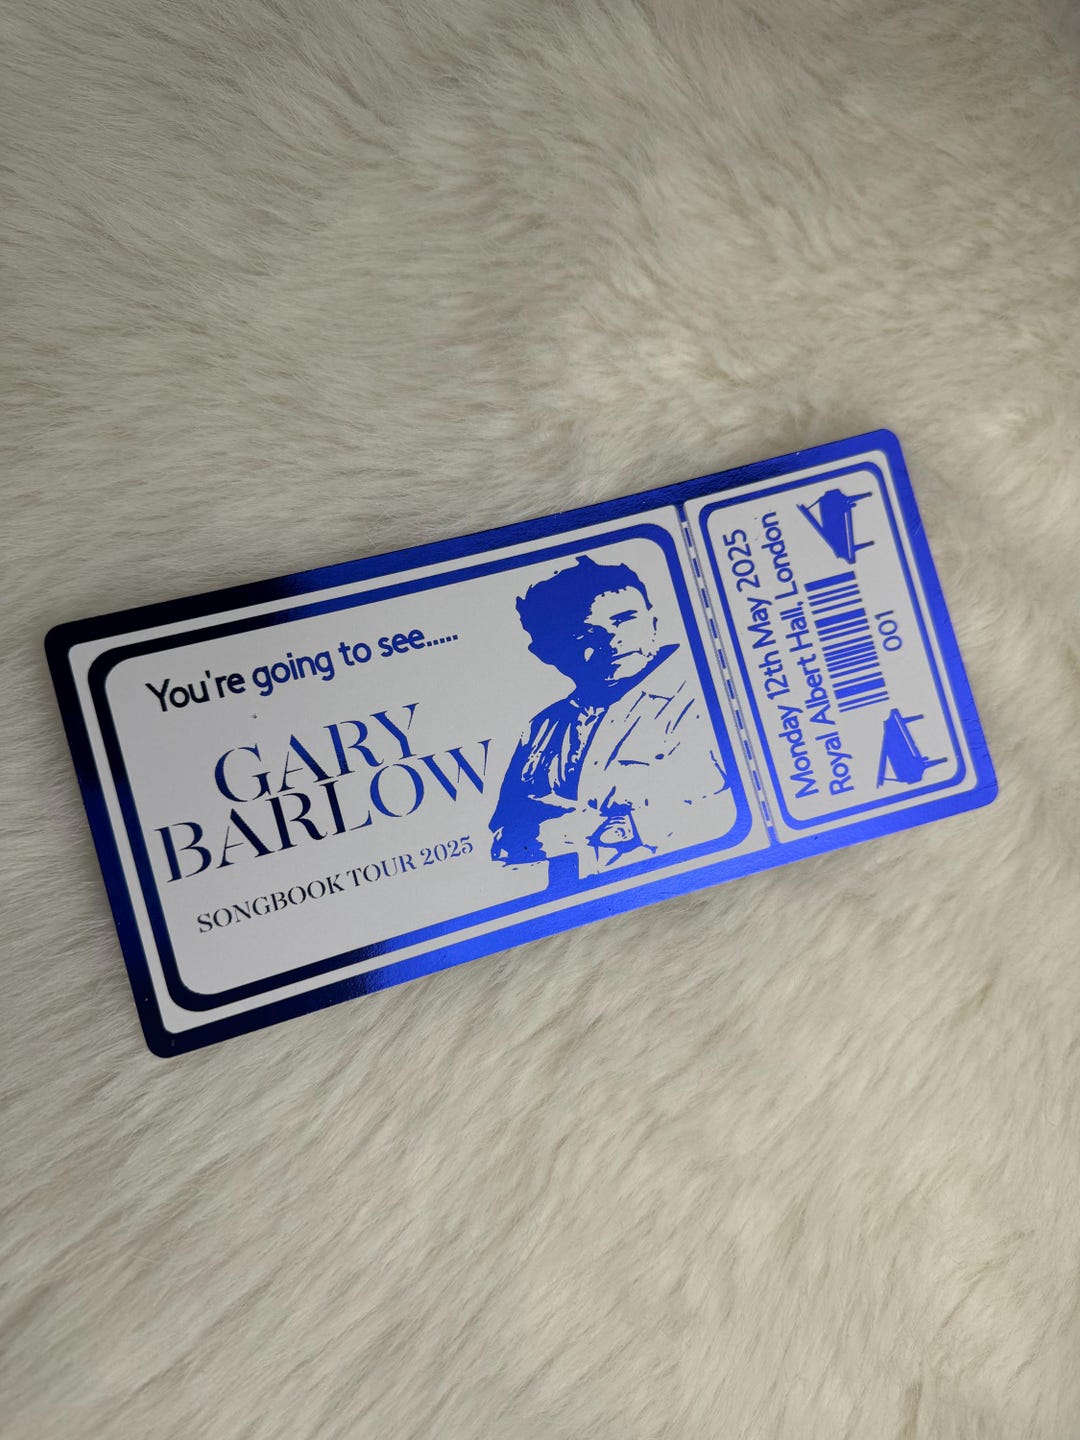 You're going to see.....
GARY
BARLOW
SONGBOOK TOUR 2025
Monday 12th May 2025
Royal Albert Hall, London
001